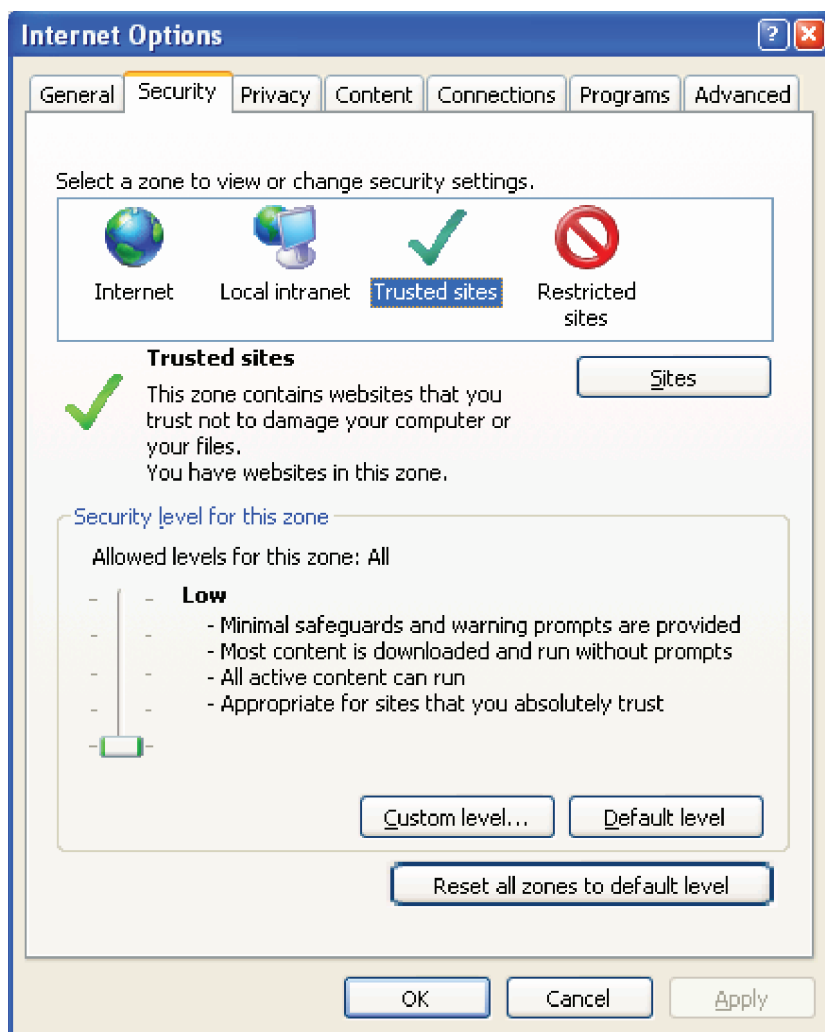 Internet Options
?
General Security Privacy Content Connections Programs Advanced
Select a zone to view or change security settings.
Internet Local intranet Trusted sites Restricted
sites
Trusted sites
Sites
This zone contains websites that you
trust not to damage your computer or
your files.
You have websites in this zone.
Security level for this zone
Allowed levels for this zone: All
Low
- Minimal safeguards and warning prompts are provided
- Most content is downloaded and run without prompts
- All active content can run
- Appropriate for sites that you absolutely trust
Custom level... Default level
Reset all zones to default level
OK Cancel Apply